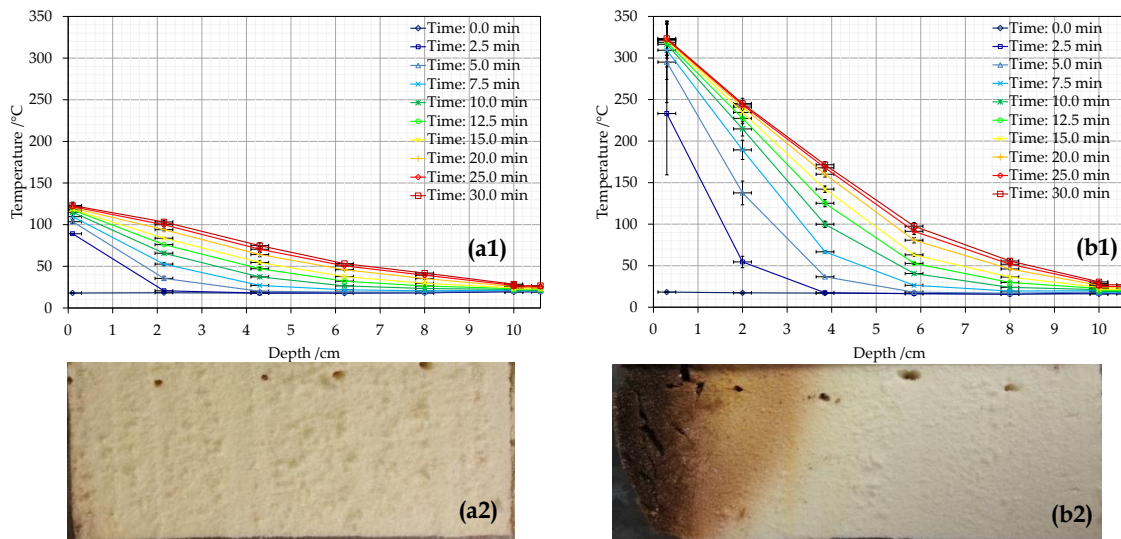 350
300
250
200
150
100
50
0
Temperature /°C
0 1 2 3 4 5 6 7 8 9 10
Depth /cm
Time: 0.0 min
Time: 2.5 min
Time: 5.0 min
Time: 7.5 min
Time: 10.0 min
Time: 12.5 min
Time: 15.0 min
Time: 20.0 min
Time: 25.0 min
Time: 30.0 min
(a1)
350
300
250
200
150
100
50
0
Temperature /°C
0 1 2 3 4 5 6 7 8 9 10
Depth /cm
Time: 0.0 min
Time: 2.5 min
Time: 5.0 min
Time: 7.5 min
Time: 10.0 min
Time: 12.5 min
Time: 15.0 min
Time: 20.0 min
Time: 25.0 min
Time: 30.0 min
(b1)
(a2)
(b2)